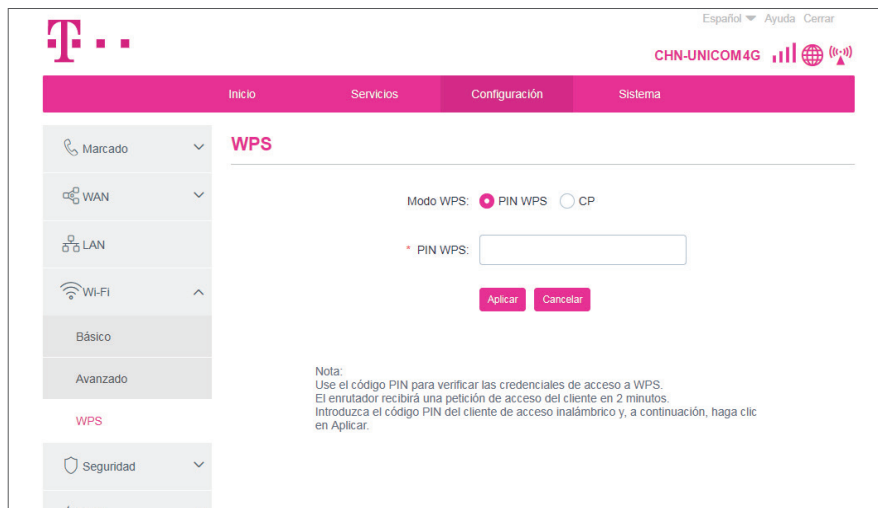 Español Ayuda Cerrar
T
CHN-UNICOM4G
Inicio Servicios Configuración Sistema
Marcado
WPS
WAN
Modo WPS: PIN WPS CP
LAN
* PIN WPS:
Wi-Fi
Aplicar Cancelar
Básico
Avanzado
Nota:
Use el código PIN para verificar las credenciales de acceso a WPS.
El enrutador recibirá una petición de acceso del cliente en 2 minutos.
Introduzca el código PIN del cliente de acceso inalámbrico y, a continuación, haga clic
en Aplicar.
WPS
Seguridad